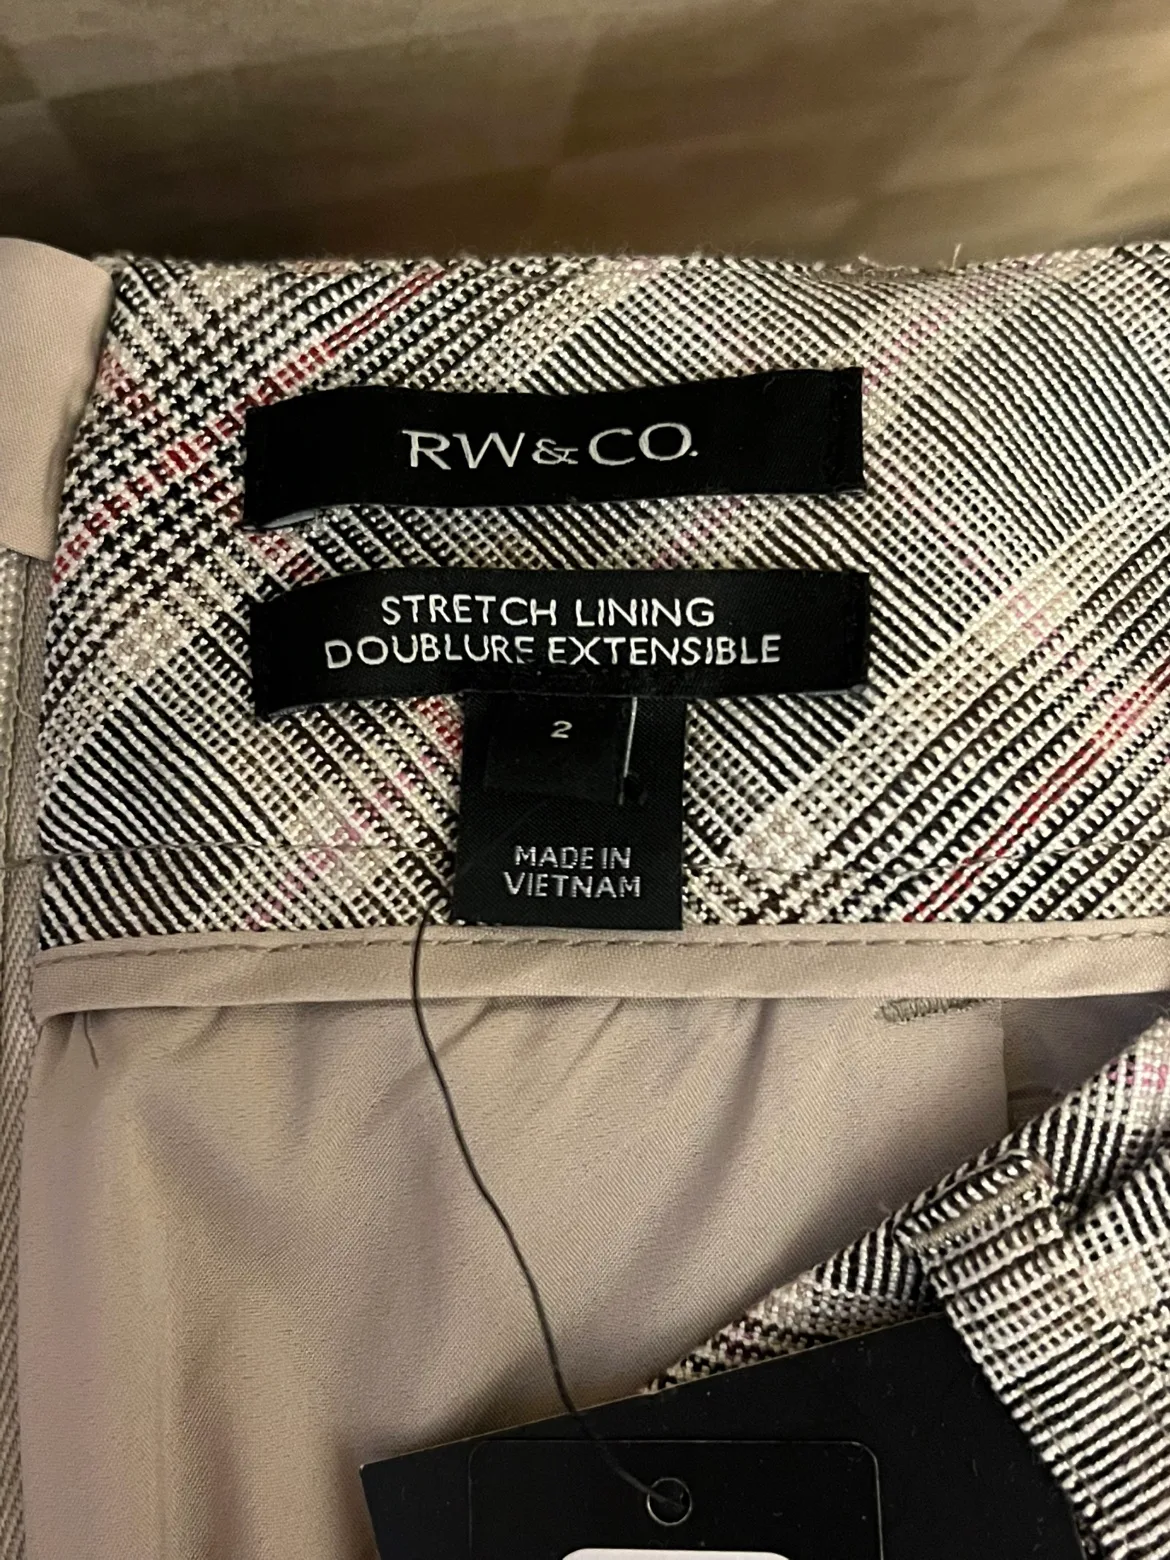 RW&CO.
STRETCH LINING
DOUBLURE EXTENSIBLE
2
MADE IN
VIETNAM